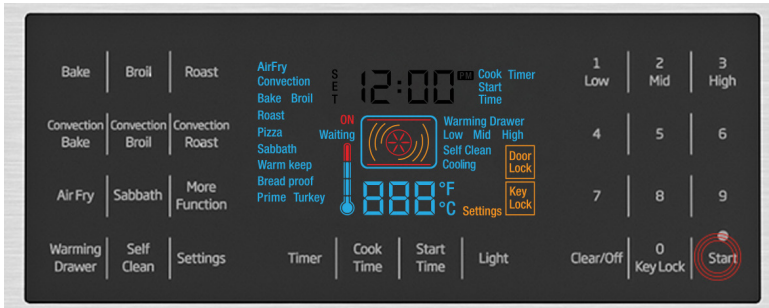 Bake
Broil
Roast
Convection
Bake
Convection
Broil
Convection
Roast
Air Fry
Sabbath
More
Function
Warming
Drawer
Self
Clean
Settings
AirFry
Convection
Bake Broil
Roast
Pizza
Sabbath
Warm keep
Bread proof
Prime Turkey
SET
12:00
PM
Cook Timer
Start
Time
ON
Waiting
Warming Drawer
Low Mid High
Self Clean
Cooling
Door
Lock
Key
Lock
888
°F
°C
Settings
Timer
Cook
Time
Start
Time
Light
1
Low
2
Mid
3
High
4
5
6
7
8
9
Clear/Off
0
Key Lock
Start